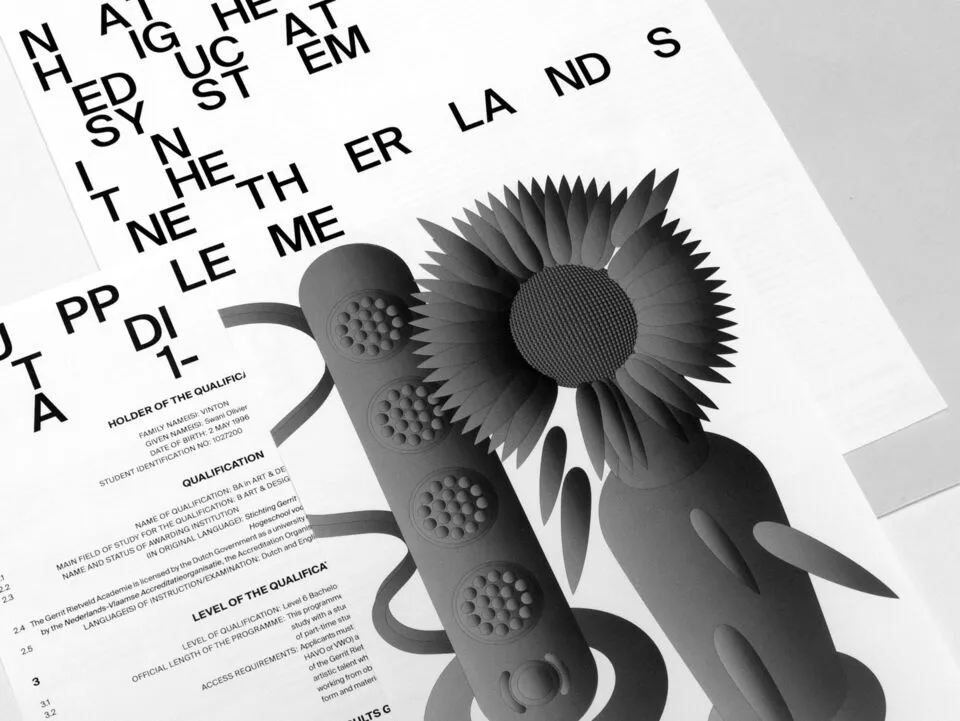 N AT HE
H IG
ED UC AT
SY ST EM
I N
T HE
NE TH ER LA ND S
U PP LE ME
T DI
A 1-
HOLDER OF THE QUALIFICA
FAMILY NAME(S): VINTON
GIVEN NAME(S): Swani Olivier
DATE OF BIRTH: 2 MAY 1996
STUDENT IDENTIFICATION NO: 1027200
QUALIFICATION
NAME OF QUALIFICATION: BA in ART & DE
MAIN FIELD OF STUDY FOR THE QUALIFICATION: B ART & DESIG
NAME AND STATUS OF AWARDING INSTITUTION
IN ORIGINAL LANGUAGE): Stichting Gerrit
Hogeschool voo
2.4 The Gerrit Rietveld Academie is licensed by the Dutch Government as a university
by the Nederlands-Vlaamse Accreditatieorganisatie, the Accreditation Organis
2.5 LANGUAGE(S) OF INSTRUCTION/EXAMINATION: Dutch and Engl
3 LEVEL OF THE QUALIFICA
3.1 LEVEL OF QUALIFICATION: Level 6 Bachelo
3.2 OFFICIAL LENGTH OF THE PROGRAMME: This programme
study with a stu
of part-time stu
ACCESS REQUIREMENTS: Applicants must
HAVO or VWO) a
of the Gerrit Riet
artistic talent wh
working from ob
form and materi
SULTS G